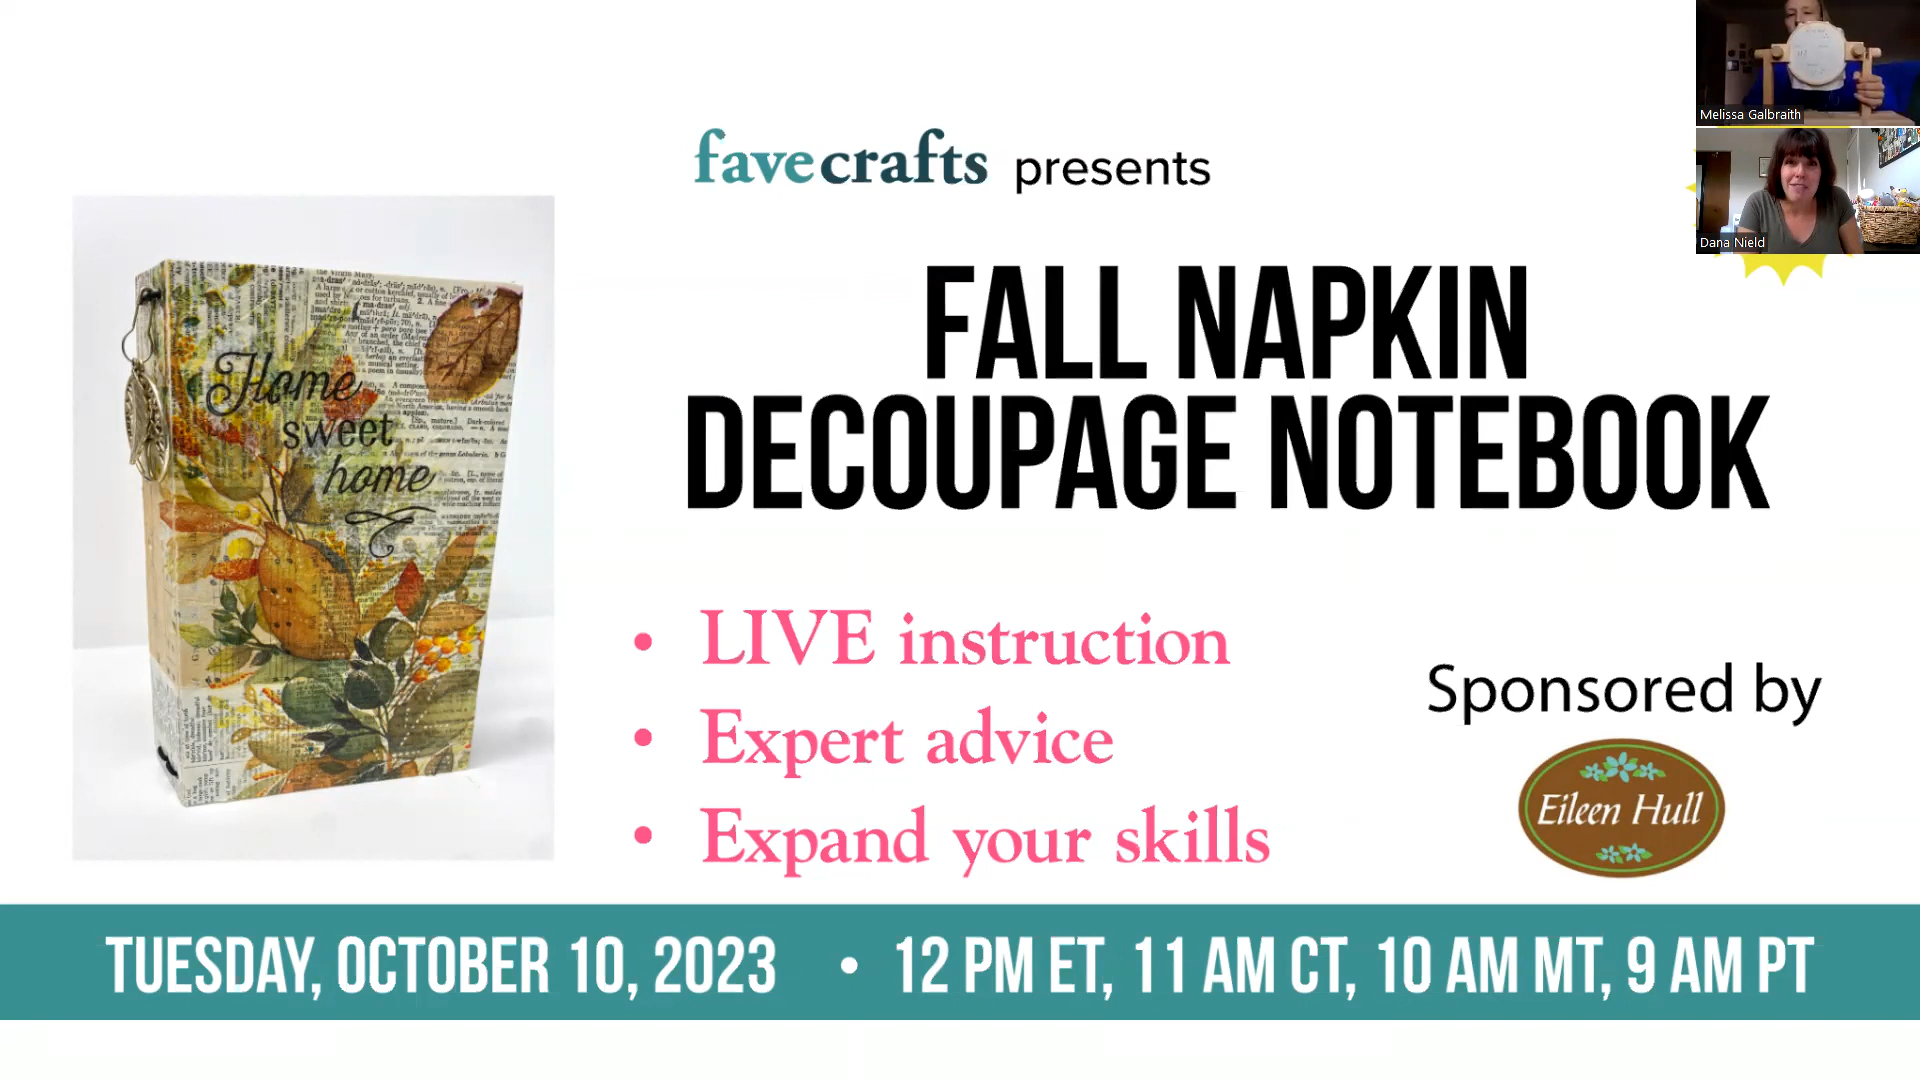 Melissa Galbraith
favecrafts presents
Dana Nield
FALL NAPKIN
DECOUPAGE NOTEBOOK
Home
sweet
home
• LIVE instruction
• Expert advice
• Expand your skills
Sponsored by
Eileen Hull
TUESDAY, OCTOBER 10, 2023 • 12 PM ET, 11 AM CT, 10 AM MT, 9 AM PT